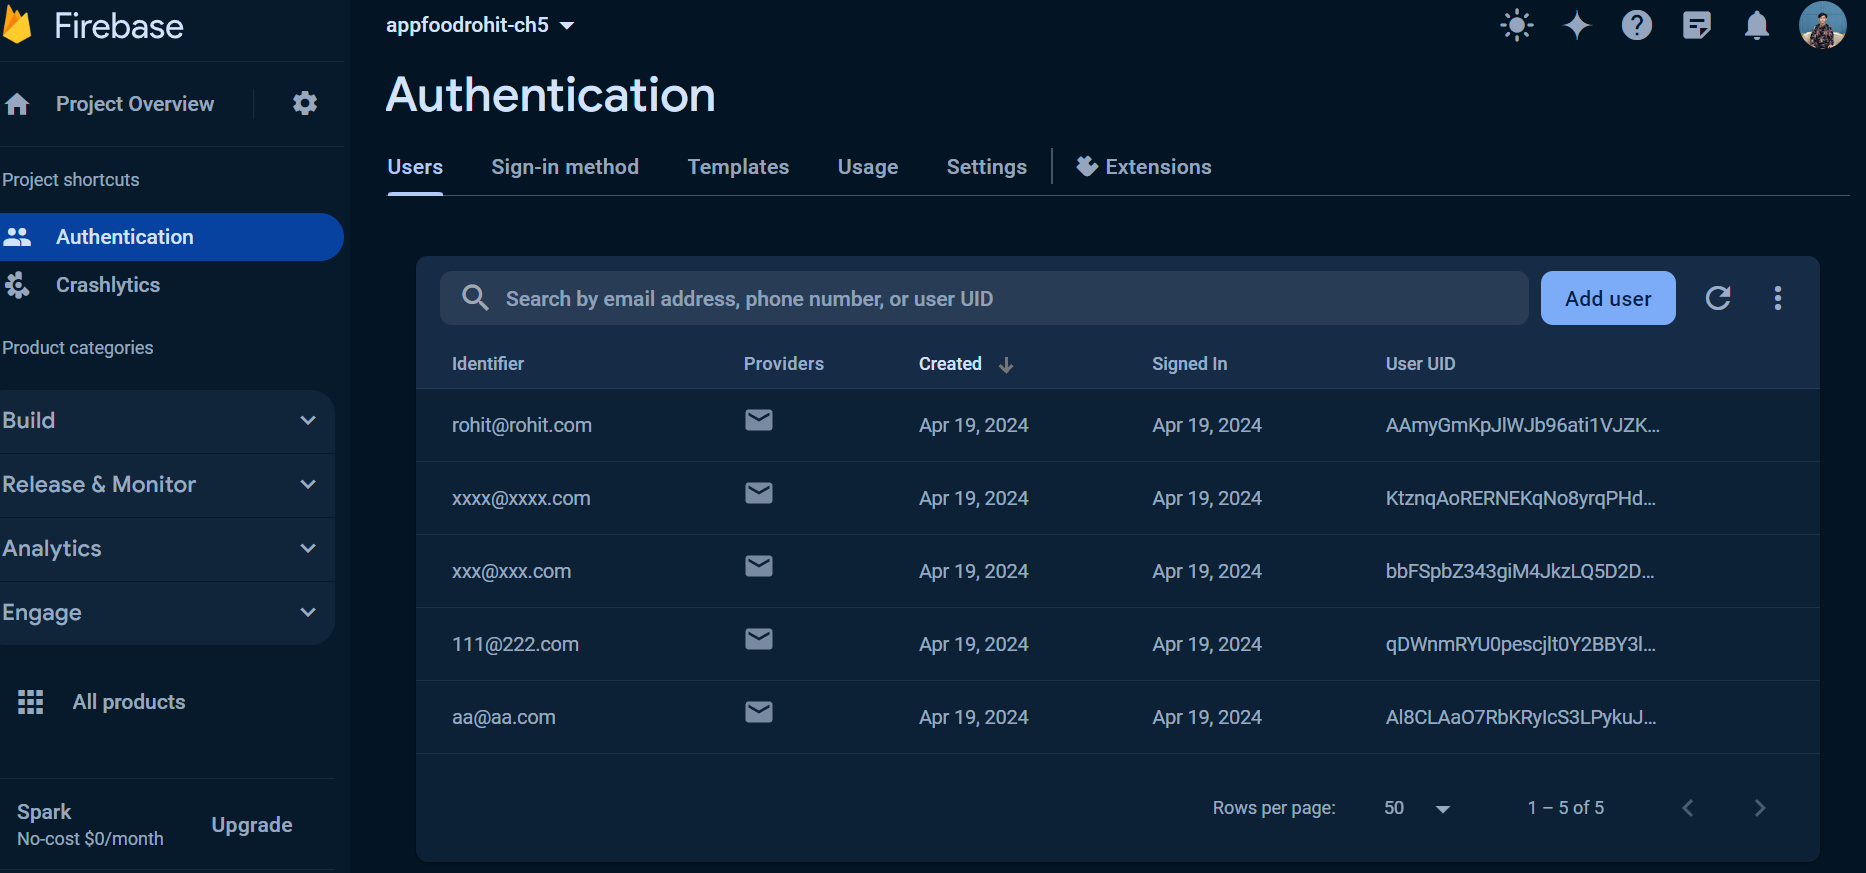 Firebase
appfoodrohit-ch5
Project Overview
Authentication
Users Sign-in method Templates Usage Settings Extensions
Project shortcuts
Authentication
Crashlytics
Product categories
Build
Release & Monitor
Analytics
Engage
All products
Spark
No-cost $0/month
Upgrade
Search by email address, phone number, or user UID
Add user
Identifier Providers Created Signed In User UID
rohit@rohit.com Apr 19, 2024 Apr 19, 2024 AAmyGmKpJlWJb96ati1VJZK...
xxxx@xxxx.com Apr 19, 2024 Apr 19, 2024 KtznqAoRERNEKqNo8yrqPHd...
xxx@xxx.com Apr 19, 2024 Apr 19, 2024 bbFSpbZ343giM4JkzLQ5D2D...
111@222.com Apr 19, 2024 Apr 19, 2024 qDWnmRYU0pescjlt0Y2BBY3l...
aa@aa.com Apr 19, 2024 Apr 19, 2024 Al8CLAaO7RbKRyIcS3LPykuJ...
Rows per page: 50 1 – 5 of 5